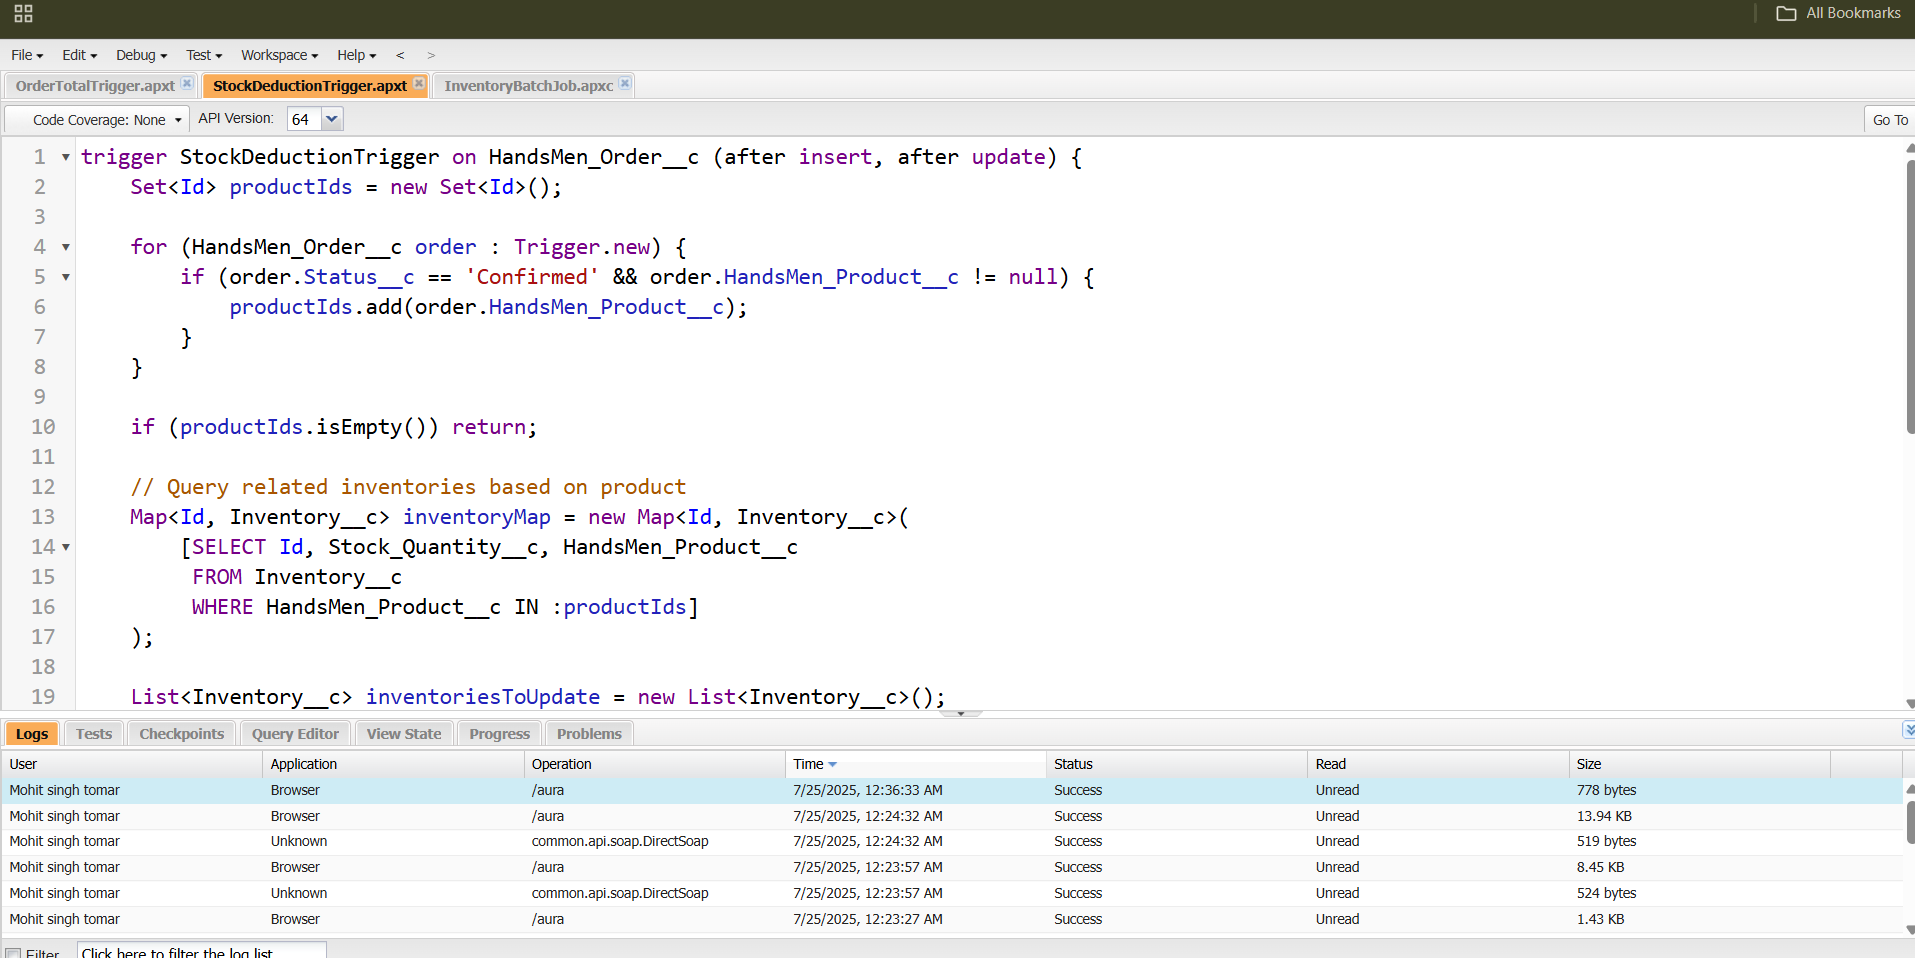 All Bookmarks
File Edit Debug Test Workspace Help < >
OrderTotalTrigger.apxt StockDeductionTrigger.apxt InventoryBatchJob.apxc
Code Coverage: None API Version: 64 Go To
1 trigger StockDeductionTrigger on HandsMen_Order__c (after insert, after update) {
2 Set<Id> productIds = new Set<Id>();
3
4 for (HandsMen_Order__c order : Trigger.new) {
5 if (order.Status__c == 'Confirmed' && order.HandsMen_Product__c != null) {
6 productIds.add(order.HandsMen_Product__c);
7 }
8 }
9
10 if (productIds.isEmpty()) return;
11
12 // Query related inventories based on product
13 Map<Id, Inventory__c> inventoryMap = new Map<Id, Inventory__c>(
14 [SELECT Id, Stock_Quantity__c, HandsMen_Product__c
15 FROM Inventory__c
16 WHERE HandsMen_Product__c IN :productIds]
17 );
18
19 List<Inventory__c> inventoriesToUpdate = new List<Inventory__c>();
Logs Tests Checkpoints Query Editor View State Progress Problems
User Application Operation Time Status Read Size
Mohit singh tomar Browser /aura 7/25/2025, 12:36:33 AM Success Unread 778 bytes
Mohit singh tomar Browser /aura 7/25/2025, 12:24:32 AM Success Unread 13.94 KB
Mohit singh tomar Unknown common.api.soap.DirectSoap 7/25/2025, 12:24:32 AM Success Unread 519 bytes
Mohit singh tomar Browser /aura 7/25/2025, 12:23:57 AM Success Unread 8.45 KB
Mohit singh tomar Unknown common.api.soap.DirectSoap 7/25/2025, 12:23:57 AM Success Unread 524 bytes
Mohit singh tomar Browser /aura 7/25/2025, 12:23:27 AM Success Unread 1.43 KB
Filter Click here to filter the log list